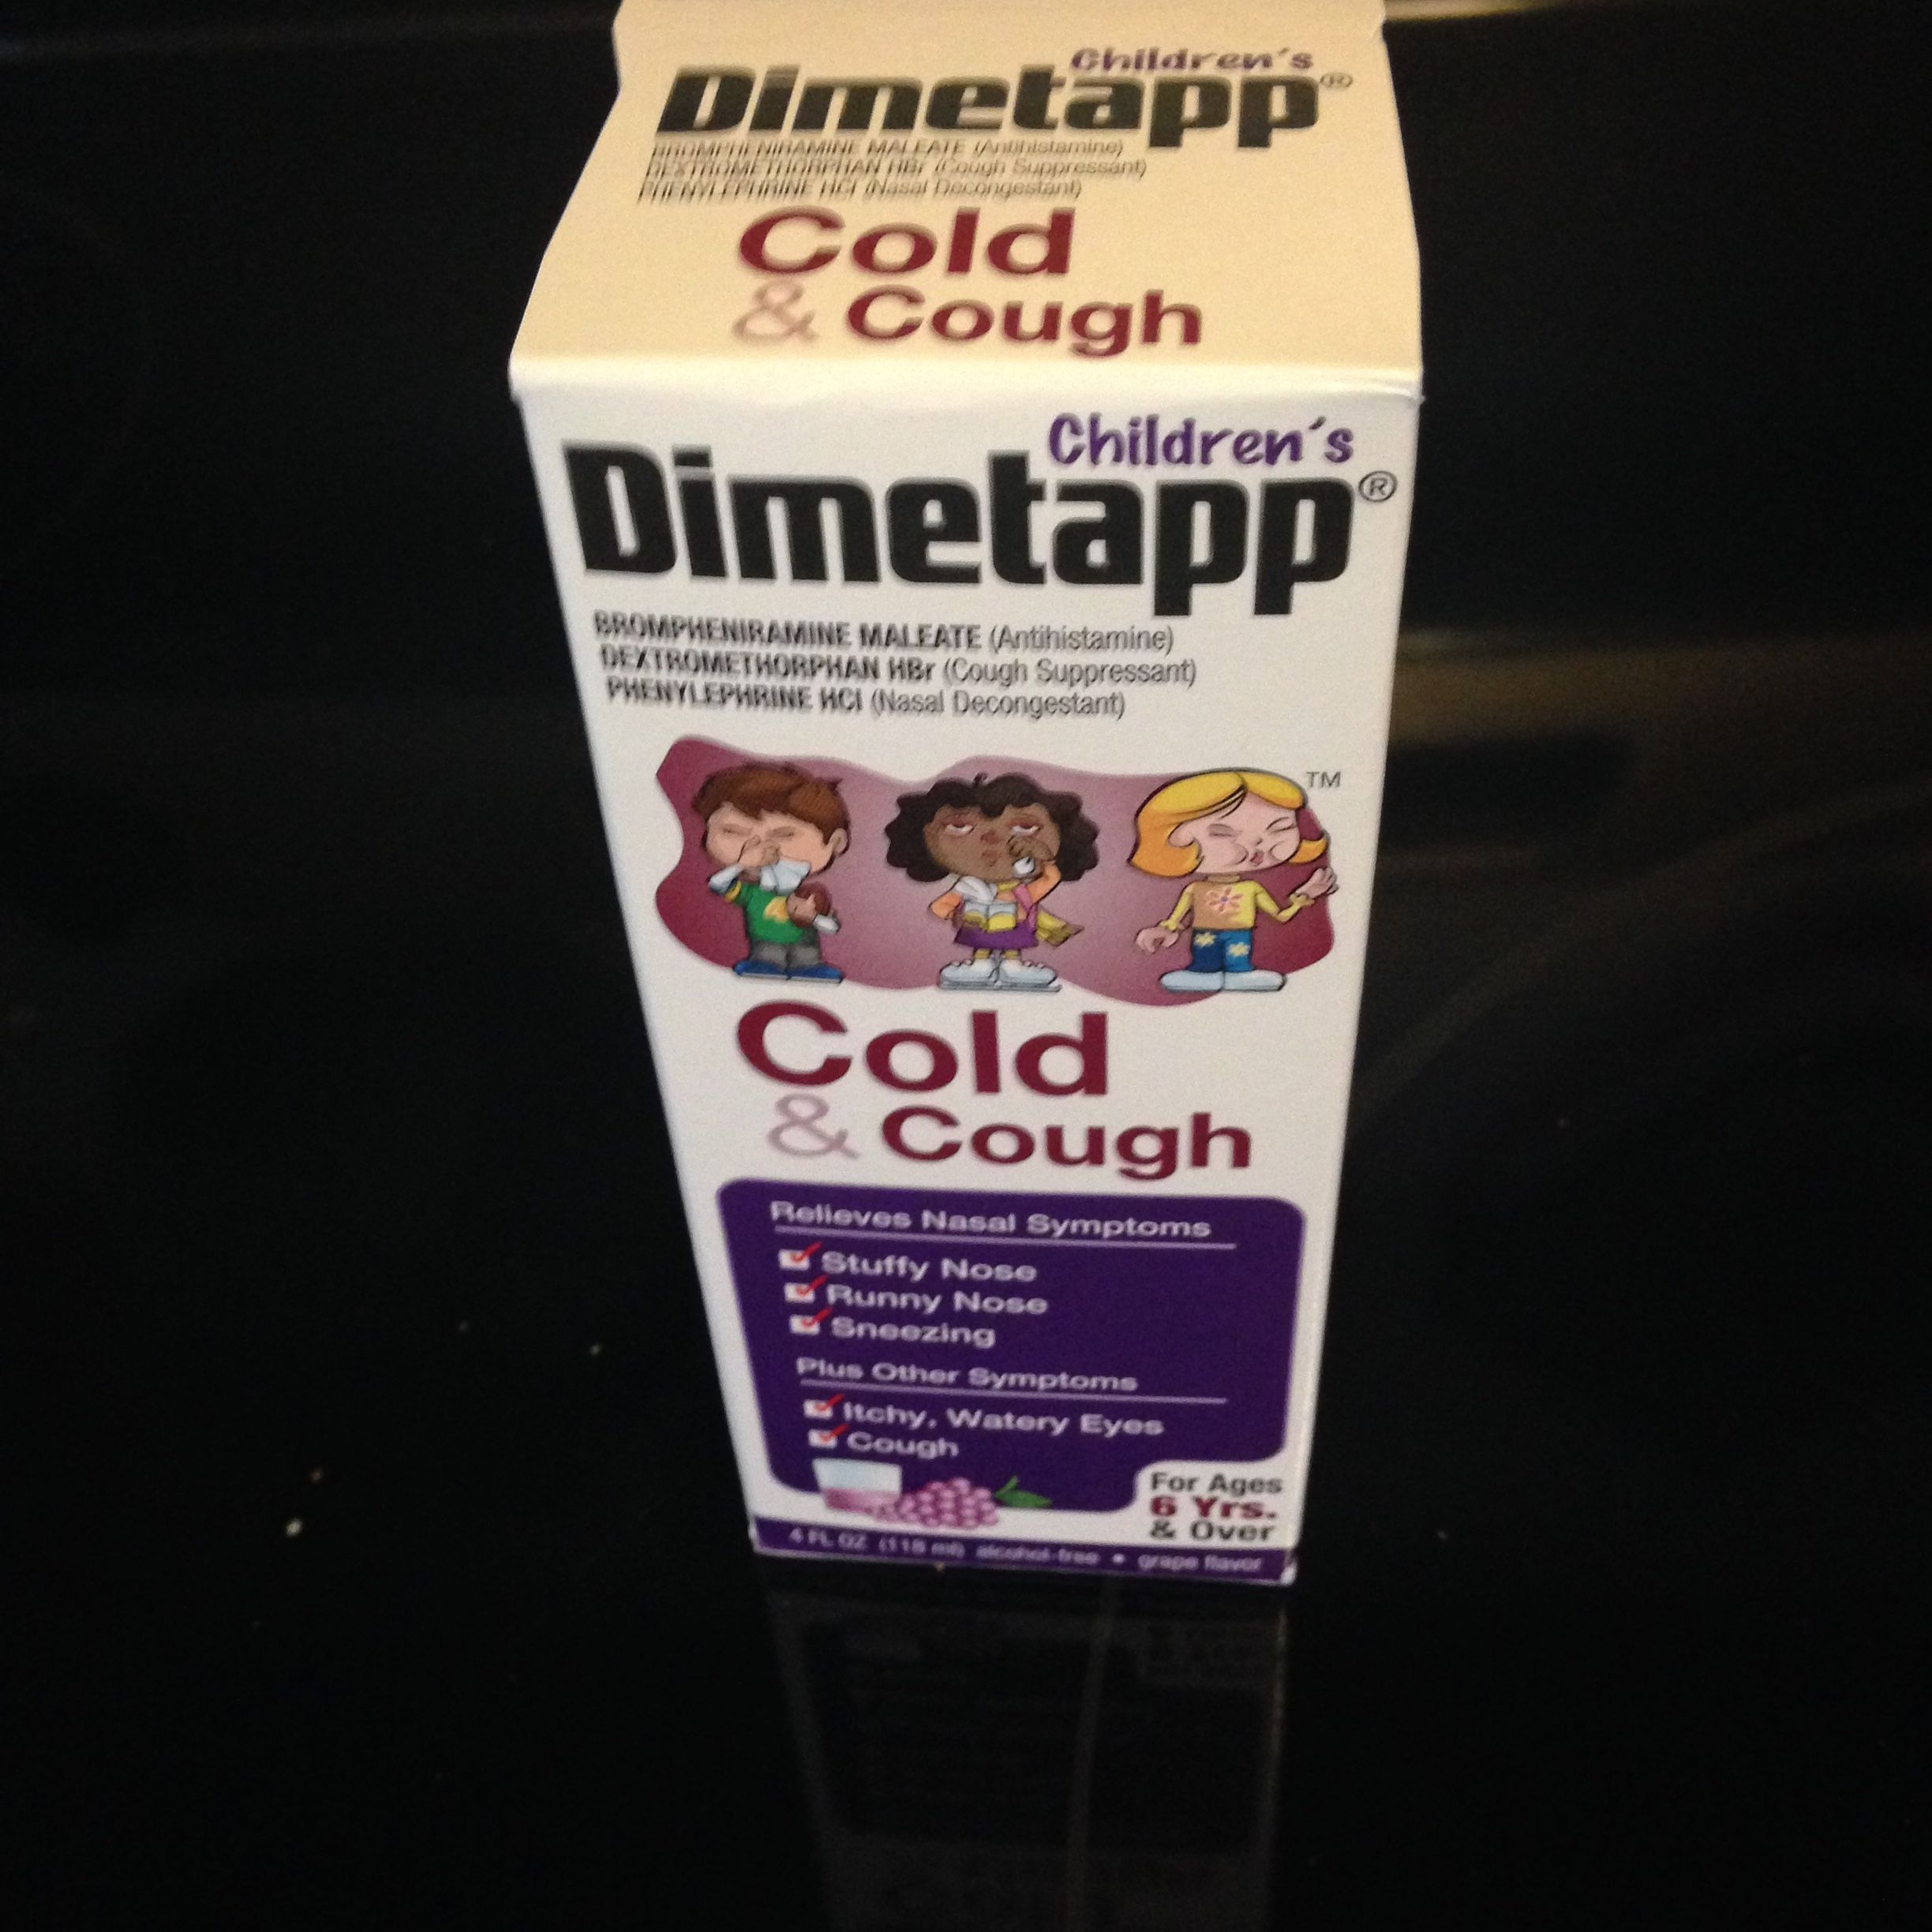 Children's
Dimetapp®
BROMPHENIRAMINE MALEATE (Antihistamine)
DEXTROMETHORPHAN HBr (Cough Suppressant)
PHENYLEPHRINE HCl (Nasal Decongestant)
Cold
& Cough
Children's
Dimetapp®
BROMPHENIRAMINE MALEATE (Antihistamine)
DEXTROMETHORPHAN HBr (Cough Suppressant)
PHENYLEPHRINE HCl (Nasal Decongestant)
TM
Cold
& Cough
Relieves Nasal Symptoms
Stuffy Nose
Runny Nose
Sneezing
Plus Other Symptoms
Itchy, Watery Eyes
Cough
For Ages
6 Yrs.
& Over
4 FL OZ (118 ml) alcohol-free • grape flavor